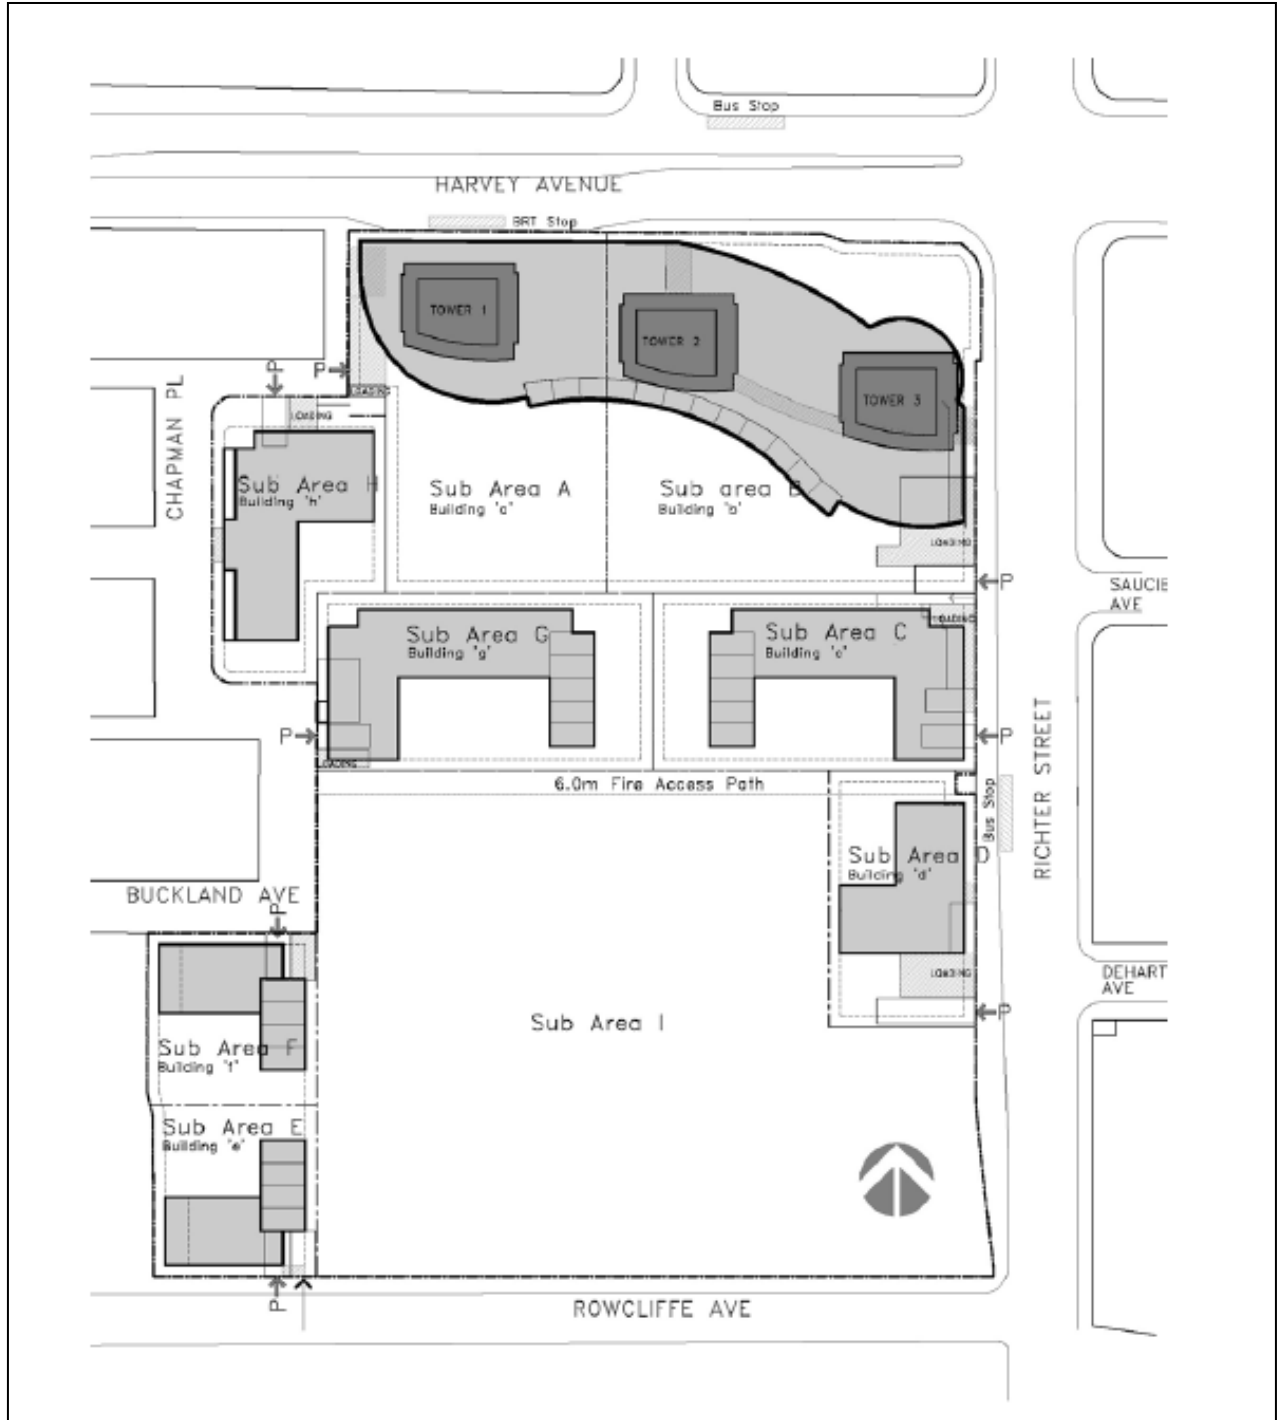 Bus Stop
HARVEY AVENUE
BRT Stop
TOWER 1
TOWER 2
TOWER 3
P
P
LOADING
LOADING
CHAPMAN PL
Sub Area H
Building 'h'
Sub Area A
Building 'a'
Sub area B
Building 'b'
LOADING
P
SAUCIE
AVE
LOADING
Sub Area G
Building 'g'
Sub Area C
Building 'c'
P
P
LOADING
6.0m Fire Access Path
Bus Stop
RICHTER STREET
Sub Area D
Building 'd'
BUCKLAND AVE
P
LOADING
DEHART
AVE
P
Sub Area I
Sub Area F
Building 'f'
Sub Area E
Building 'e'
P
ROWCLIFFE AVE